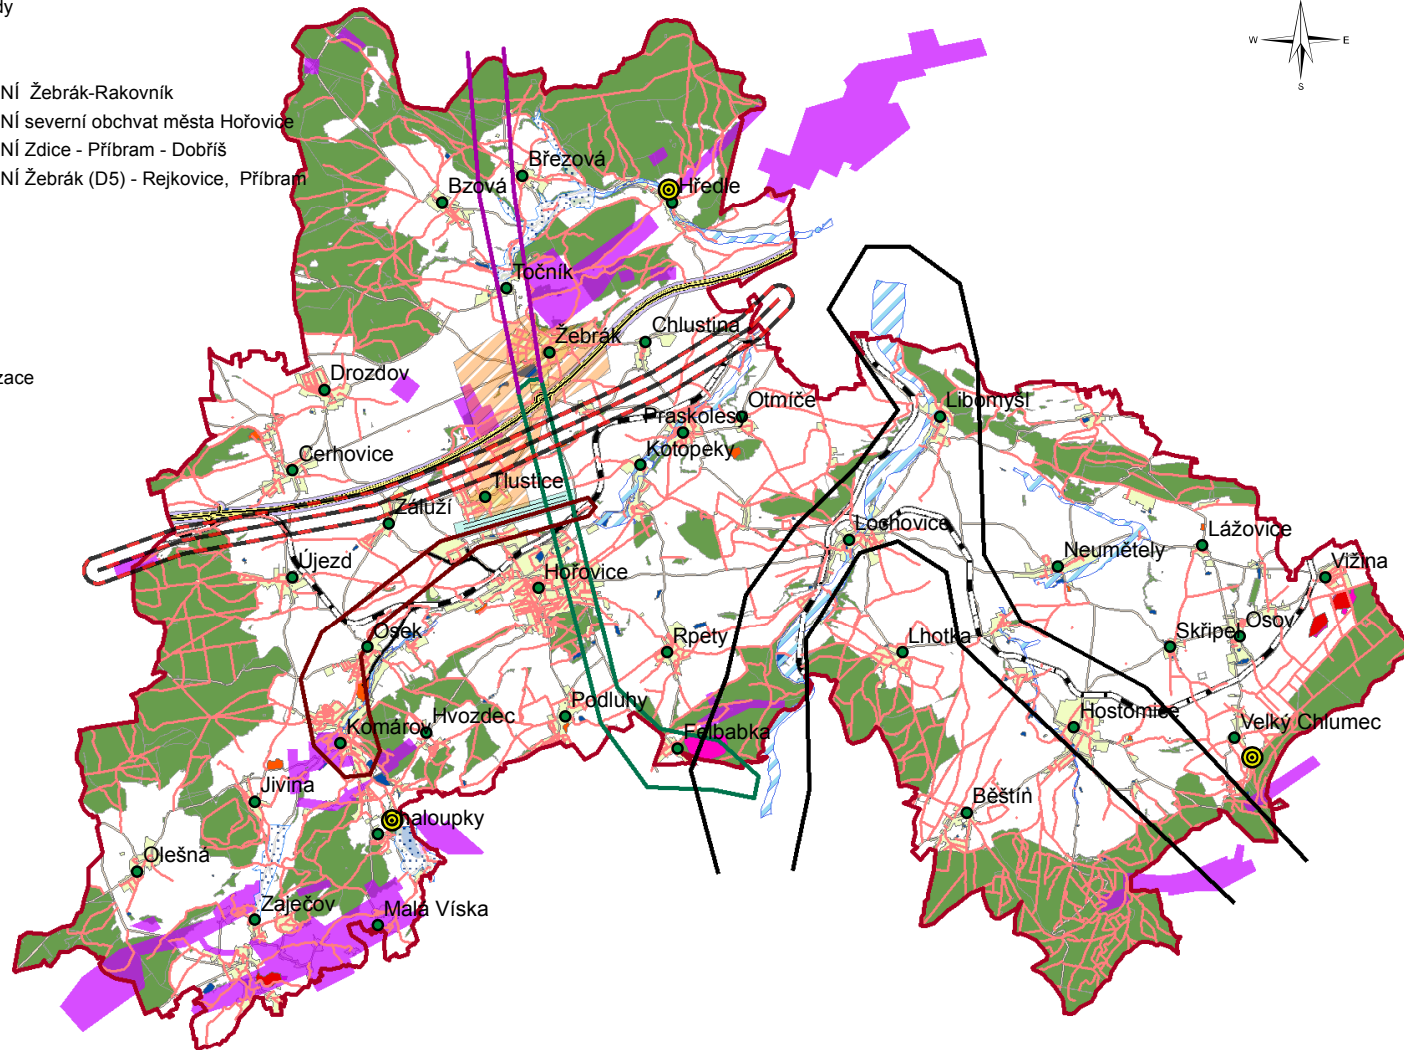 dy
NÍ Žebrák-Rakovník
NÍ severní obchvat města Hořovice
NÍ Zdice - Příbram - Dobříš
NÍ Žebrák (D5) - Rejkovice, Příbram
zace
N
W
E
S
Březová
Bzová
Hředle
Točník
Žebrák
Chlustina
Drozdov
Otmíče
Libomyšl
Praskolesy
Kotopeky
Cerhovice
Tlustice
Záluží
Lochovice
Lážovice
Neumětely
Vižina
Újezd
Hořovice
Osek
Rpety
Lhotka
Skřipel
Osov
Podluhy
Hvozdec
Komárov
Felbabka
Hostomice
Velký Chlumec
Jivina
Běštín
haloupky
Olešná
Zaječov
Malá Víska